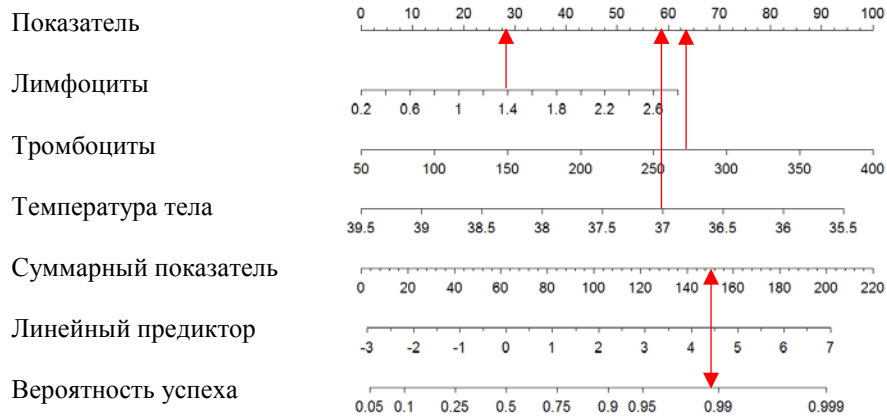 Показатель 0 10 20 30 40 50 60 70 80 90 100
Лимфоциты 0.2 0.6 1 1.4 1.8 2.2 2.6
Тромбоциты 50 100 150 200 250 300 350 400
Температура тела 39.5 39 38.5 38 37.5 37 36.5 36 35.5
Суммарный показатель 0 20 40 60 80 100 120 140 160 180 200 220
Линейный предиктор -3 -2 -1 0 1 2 3 4 5 6 7
Вероятность успеха 0.05 0.1 0.25 0.5 0.75 0.9 0.95 0.99 0.999